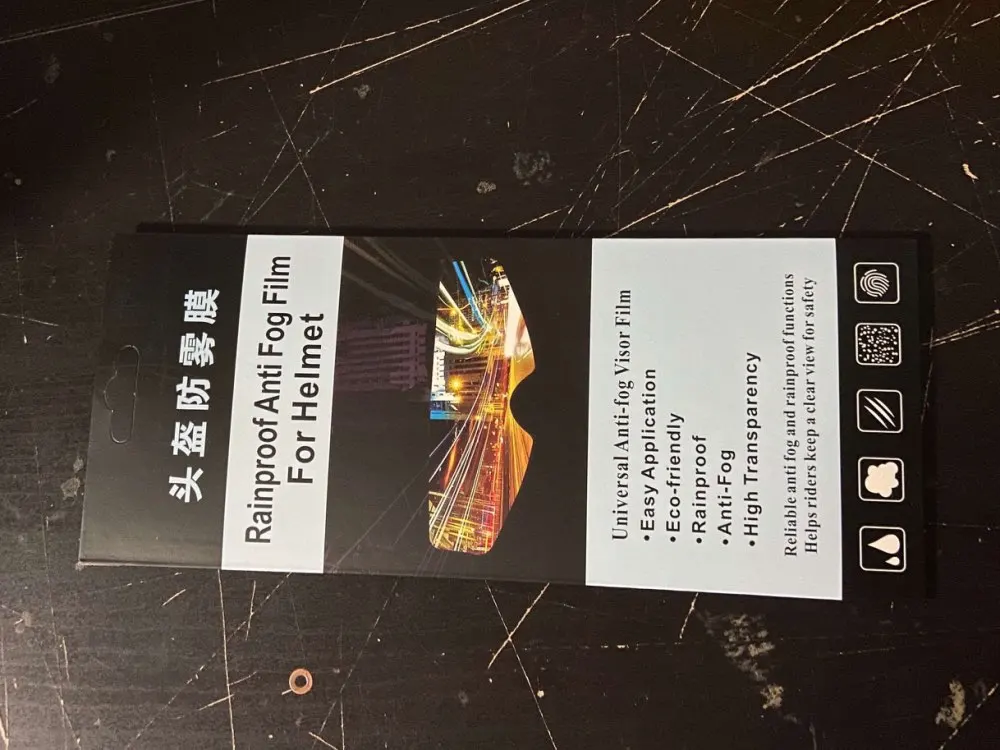 头盔防雾膜
Rainproof Anti Fog Film
For Helmet
Universal Anti-fog Visor Film
•Easy Application
•Eco-friendly
•Rainproof
•Anti-Fog
•High Transparency
Reliable anti fog and rainproof functions
Helps riders keep a clear view for safety